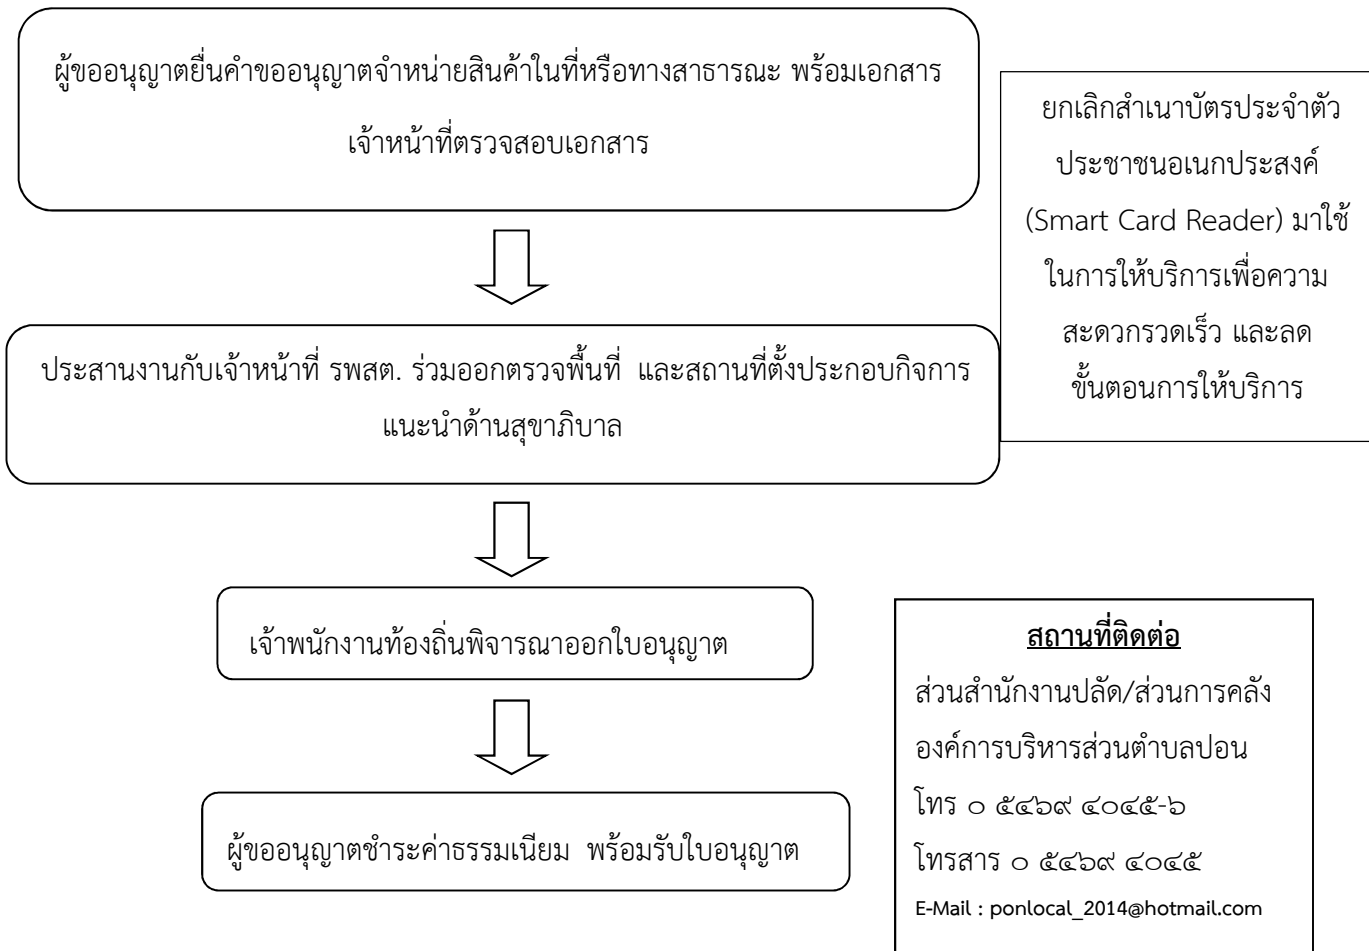 ผู้ขออนุญาตยื่นคำขออนุญาตจำหน่ายสินค้าในที่หรือทางสาธารณะ พร้อมเอกสาร
เจ้าหน้าที่ตรวจสอบเอกสาร
ยกเลิกสำเนาบัตรประจำตัว
ประชาชนอเนกประสงค์
(Smart Card Reader) มาใช้
ในการให้บริการเพื่อความ
สะดวกรวดเร็ว และลด
ขั้นตอนการให้บริการ
ประสานงานกับเจ้าหน้าที่ รพสต. ร่วมออกตรวจพื้นที่ และสถานที่ตั้งประกอบกิจการ
แนะนำด้านสุขาภิบาล
เจ้าพนักงานท้องถิ่นพิจารณาออกใบอนุญาต
ผู้ขออนุญาตชำระค่าธรรมเนียม พร้อมรับใบอนุญาต
สถานที่ติดต่อ
ส่วนสำนักงานปลัด/ส่วนการคลัง
องค์การบริหารส่วนตำบลปอน
โทร ๐ ๕๔๖๙ ๔๐๔๕-๖
โทรสาร ๐ ๕๔๖๙ ๔๐๔๕
E-Mail : ponlocal_2014@hotmail.com